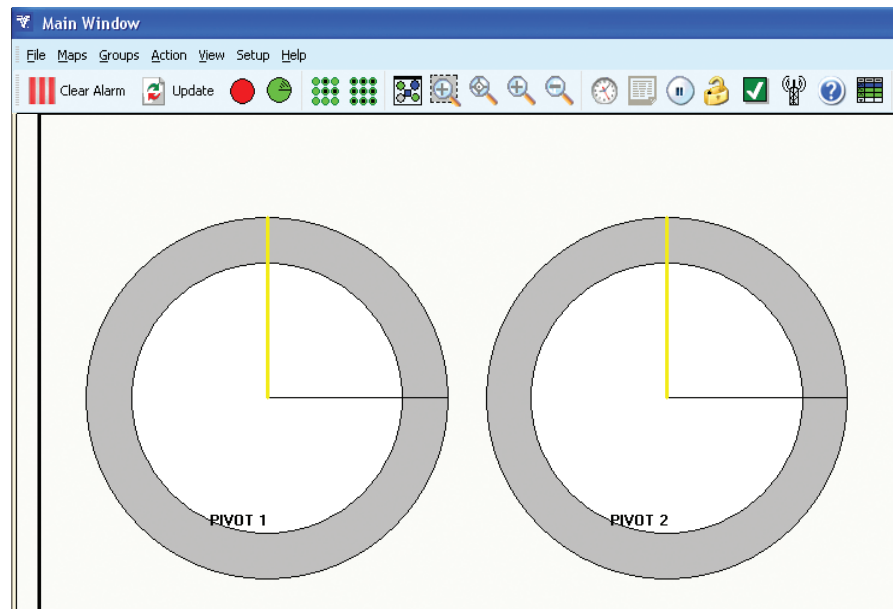 Main Window
File Maps Groups Action View Setup Help
Clear Alarm Update
PIVOT 1 PIVOT 2